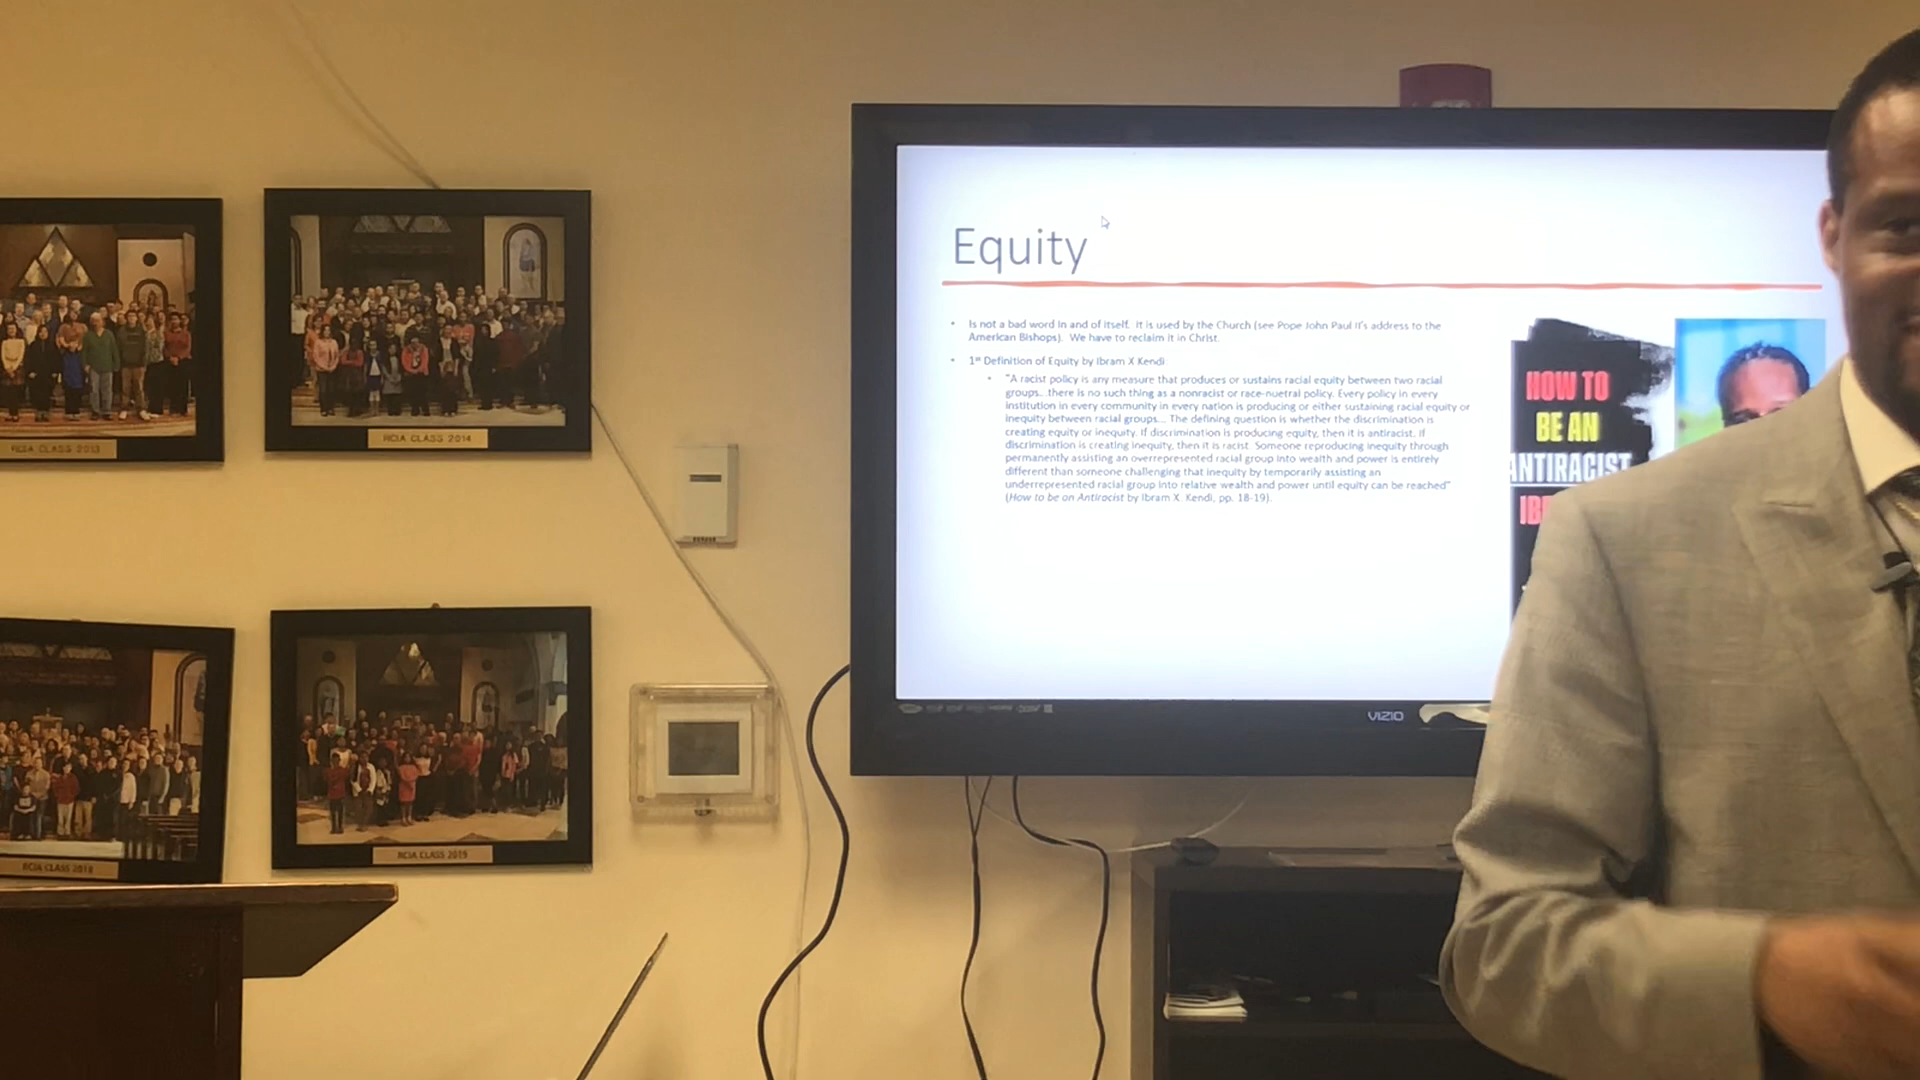 Equity
Is not a bad word in and of itself. It is used by the Church (see Pope John Paul II's address to the
American Bishops). We have to reclaim it in Christ.
1st Definition of Equity by Ibram X Kendi
"A racist policy is any measure that produces or sustains racial equity between two racial
groups...there is no such thing as a nonracist or race-nuetral policy. Every policy in every
institution in every community in every nation is producing or either sustaining racial equity or
inequity between racial groups... The defining question is whether the discrimination is
creating equity or inequity. If discrimination is producing equity, then it is antiracist. If
discrimination is creating inequity, then it is racist. Someone reproducing inequity through
permanently assisting an overrepresented racial group into wealth and power is entirely
different than someone challenging that inequity by temporarily assisting an
underrepresented racial group into relative wealth and power until equity can be reached"
(How to be an Antiracist by Ibram X. Kendi, pp. 18-19).
HOW TO
BE AN
ANTIRACIST
VIZIO
RCIA CLASS 2013
RCIA CLASS 2014
RCIA CLASS 2018
RCIA CLASS 2019